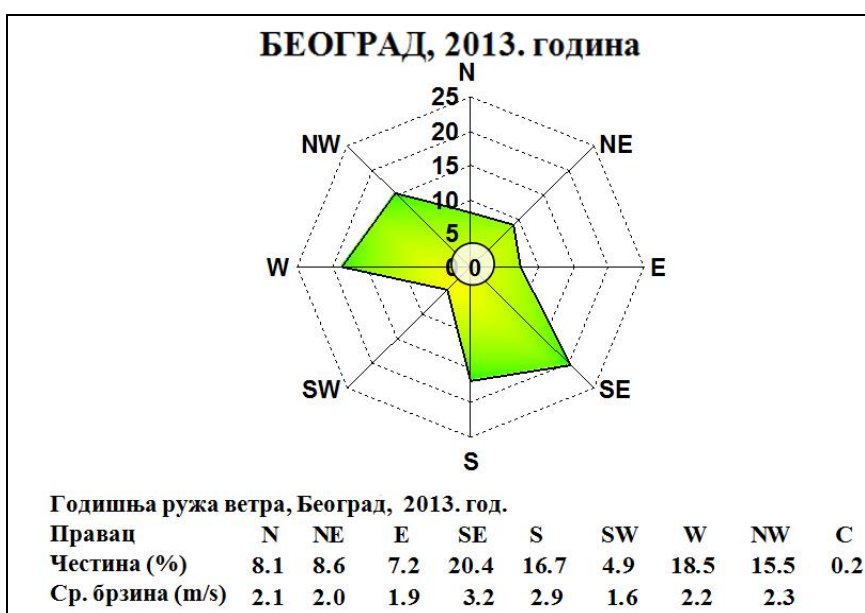 БЕОГРАД, 2013. година
N
25
NW
NE
20
15
10
5
W
0
0
E
SW
SE
S
Годишња ружа ветра, Београд, 2013. год.
Правац N NE E SE S SW W NW C
Честина (%) 8.1 8.6 7.2 20.4 16.7 4.9 18.5 15.5 0.2
Ср. брзина (m/s) 2.1 2.0 1.9 3.2 2.9 1.6 2.2 2.3